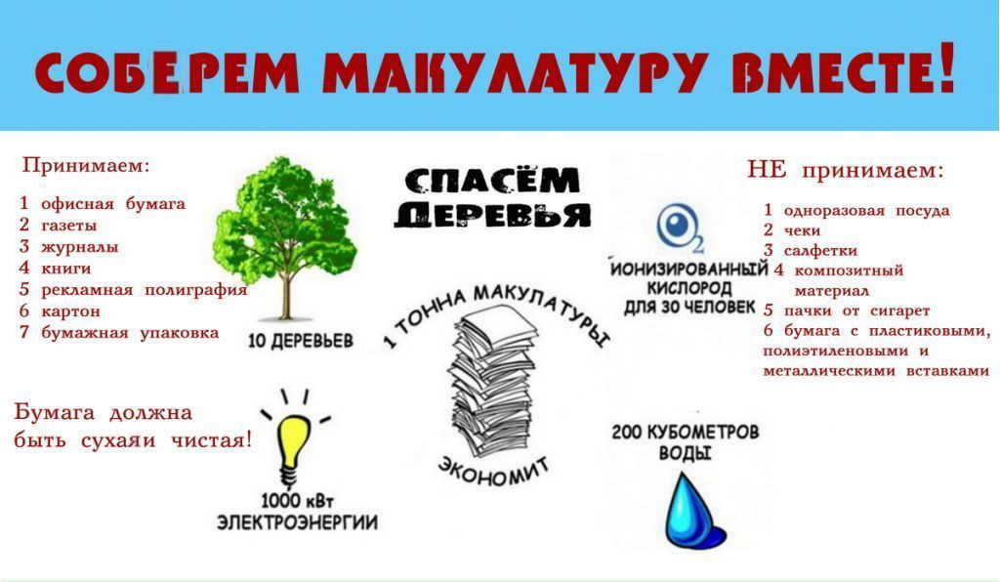 СОБЕРЕМ МАКУЛАТУРУ ВМЕСТЕ!
Принимаем:
1 офисная бумага
2 газеты
3 журналы
4 книги
5 рекламная полиграфия
6 картон
7 бумажная упаковка
Бумага должна
быть сухаяи чистая!
10 ДЕРЕВЬЕВ
1000 кВт
ЭЛЕКТРОЭНЕРГИИ
СПАСЁМ
ДЕРЕВЬЯ
1 ТОННА МАКУЛАТУРЫ
ЭКОНОМИТ
O2
ИОНИЗИРОВАННЫЙ
КИСЛОРОД
ДЛЯ 30 ЧЕЛОВЕК
200 КУБОМЕТРОВ
ВОДЫ
НЕ принимаем:
1 одноразовая посуда
2 чеки
3 салфетки
4 композитный
материал
5 пачки от сигарет
6 бумага с пластиковыми,
полиэтиленовыми и
металлическими вставками